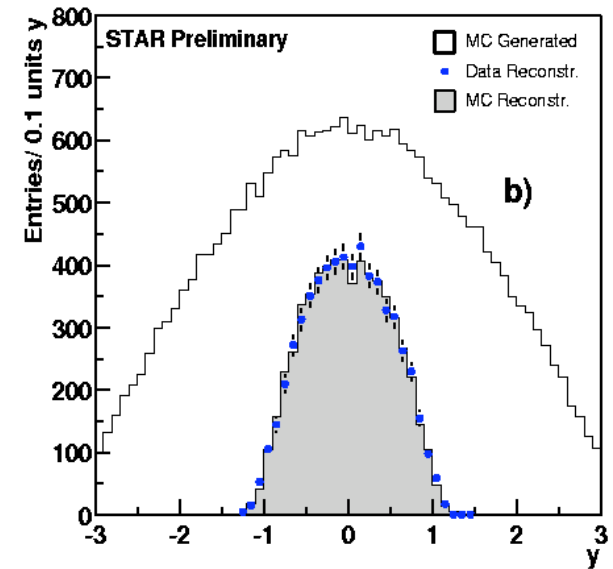 STAR Preliminary
MC Generated
Data Reconstr.
MC Reconstr.
b)
Entries/ 0.1 units y
800
700
600
500
400
300
200
100
0
-3 -2 -1 0 1 2 3
y